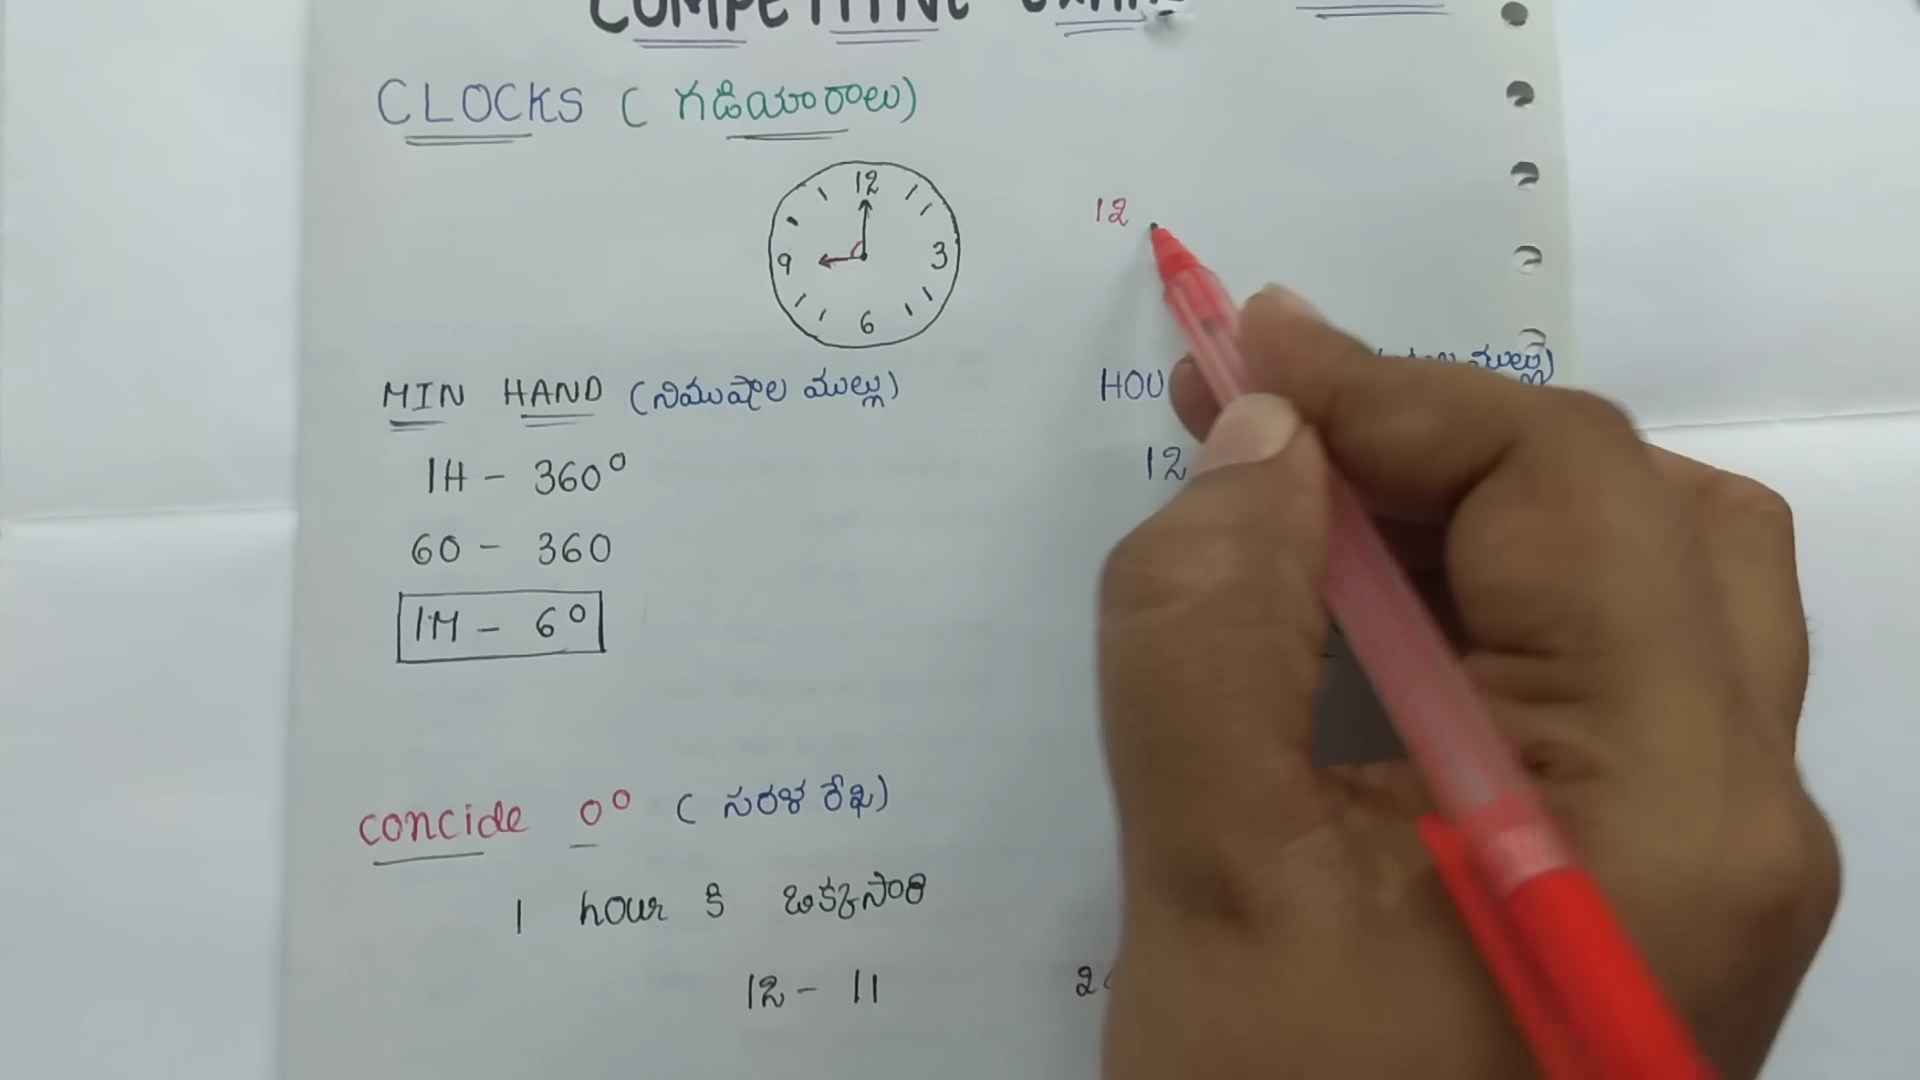 COMPETITIVE
CLOCKS ( గడియారాలు)
12
9 3
6
12
MIN HAND (నిముషాల ముల్లు)
ముల్లు)
1H - 360°
12
60 - 360
1M - 6°
concide 0° ( సరళ రేఖ)
1 hour కి ఒక్కసారి
12 - 11